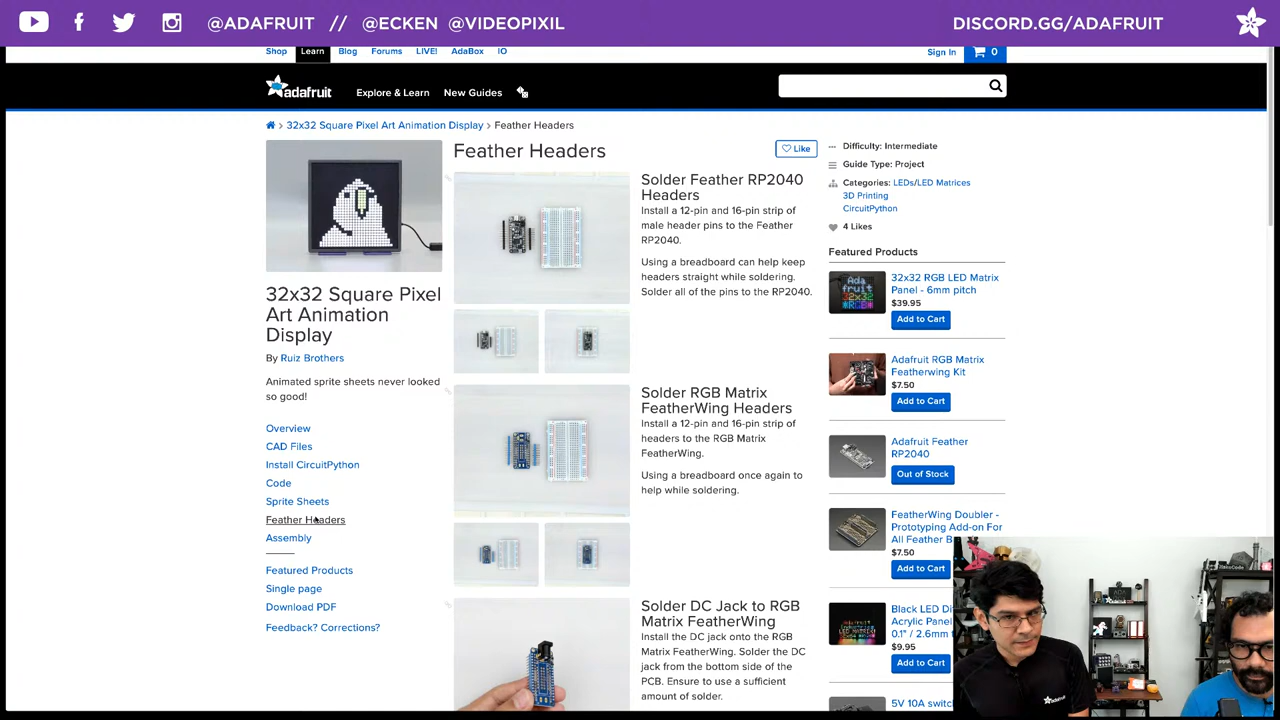 @ADAFRUIT // @ECKEN @VIDEOPIXIL
DISCORD.GG/ADAFRUIT
Shop Learn Blog Forums LIVE! AdaBox IO
Sign In 0
adafruit Explore & Learn New Guides
32x32 Square Pixel Art Animation Display > Feather Headers
32x32 Square Pixel
Art Animation
Display
By Ruiz Brothers
Animated sprite sheets never looked
so good!
Overview
CAD Files
Install CircuitPython
Code
Sprite Sheets
Feather Headers
Assembly
Featured Products
Single page
Download PDF
Feedback? Corrections?
Feather Headers
Like
Solder Feather RP2040
Headers
Install a 12-pin and 16-pin strip of
male header pins to the Feather
RP2040.
Using a breadboard can help keep
headers straight while soldering.
Solder all of the pins to the RP2040.
Solder RGB Matrix
FeatherWing Headers
Install a 12-pin and 16-pin strip of
headers to the RGB Matrix
FeatherWing.
Using a breadboard once again to
help while soldering.
Solder DC Jack to RGB
Matrix FeatherWing
Install the DC jack onto the RGB
Matrix FeatherWing. Solder the DC
jack from the bottom side of the
PCB. Ensure to use a sufficient
amount of solder.
Difficulty: Intermediate
Guide Type: Project
Categories: LEDs/LED Matrices
3D Printing
CircuitPython
4 Likes
Featured Products
Ada
fruit
32x32
*RGB*
32x32 RGB LED Matrix
Panel - 6mm pitch
$39.95
Add to Cart
Adafruit RGB Matrix
Featherwing Kit
$7.50
Add to Cart
Adafruit Feather
RP2040
Out of Stock
FeatherWing Doubler -
Prototyping Add-on For
All Feather B
$7.50
Add to Cart
Black LED Di
Acrylic Panel
0.1" / 2.6mm t
$9.95
Add to Cart
5V 10A switc
adafruit